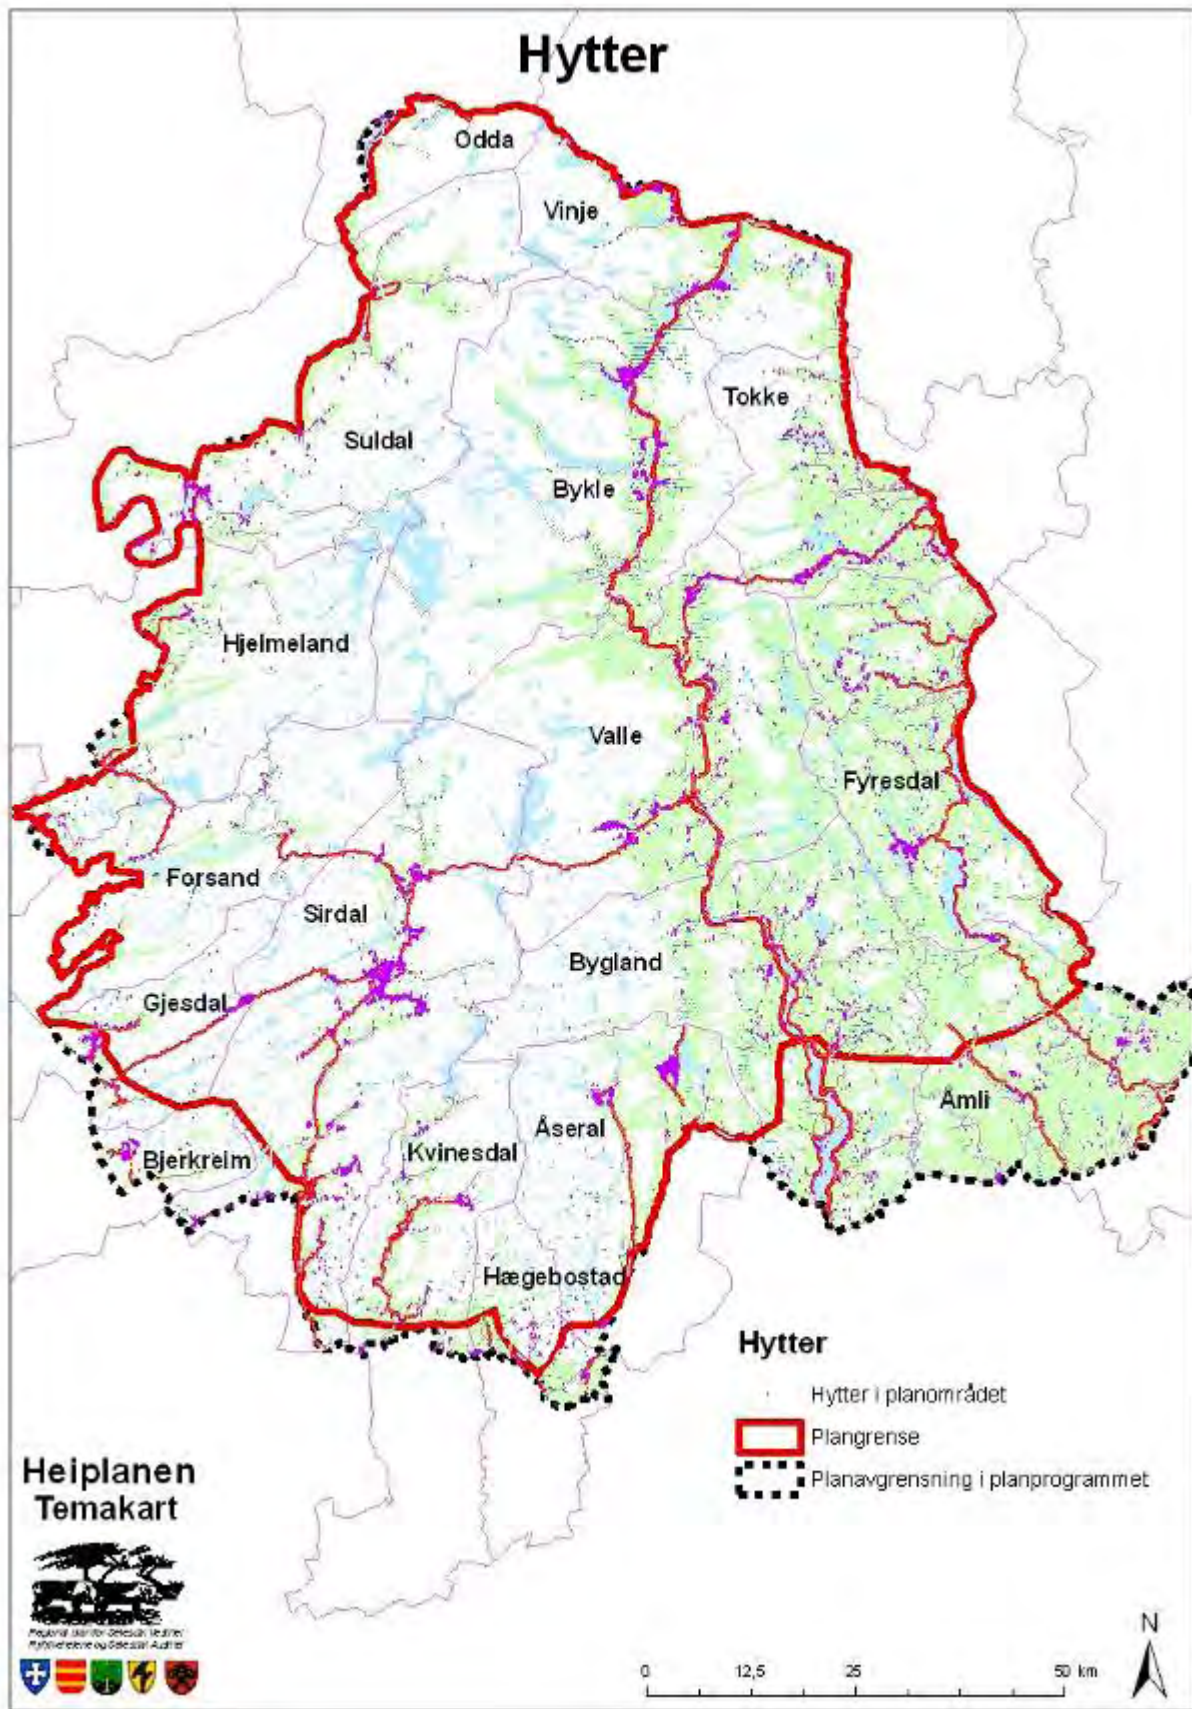 Hytter
Odda
Vinje
Tokke
Suldal
Bykle
Hjelmeland
Valle
Fyresdal
Forsand
Sirdal
Bygland
Gjesdal
Åmli
Åseral
Kvinesdal
Bjerkreim
Hægebostad
Hytter
Hytter i planområdet
Plangrense
Planavgrensning i planprogrammet
Heiplanen
Temakart
N
0 12,5 25 50 km